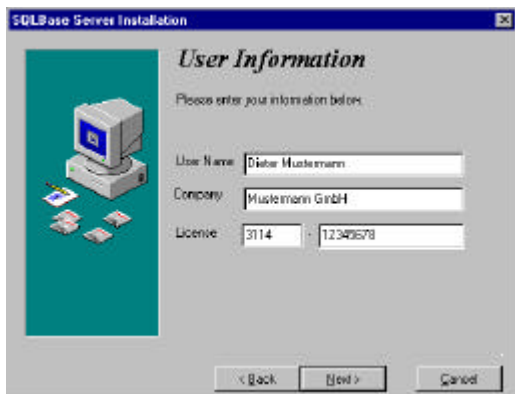 SQLBase Server Installation
User Information
Please enter your information below.
User Name Dieter Mustermann
Company Mustermann GmbH
License 3114 - 12345678
< Back Next > Cancel